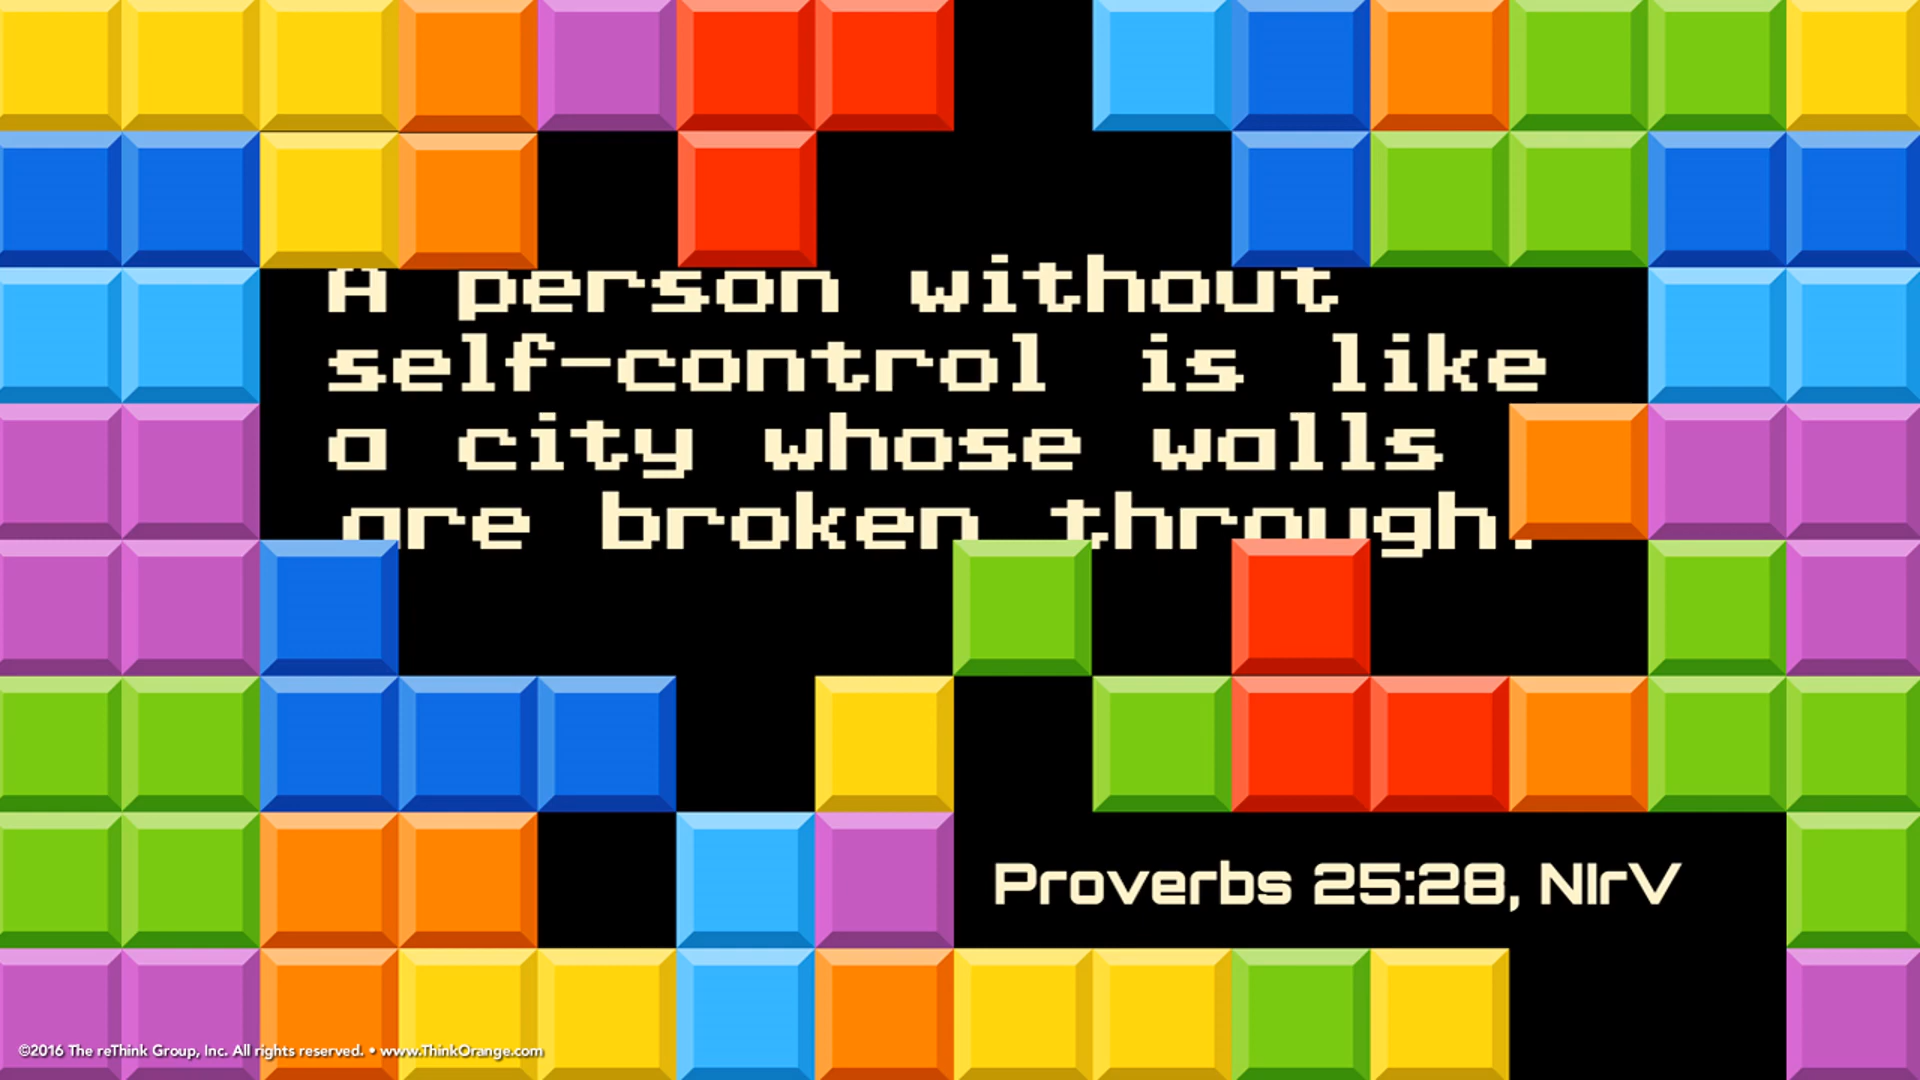 A person without
self-control is like
a city whose walls
are broken through.
Proverbs 25:28, NIrV
©2016 The reThink Group, Inc. All rights reserved. • www.ThinkOrange.com